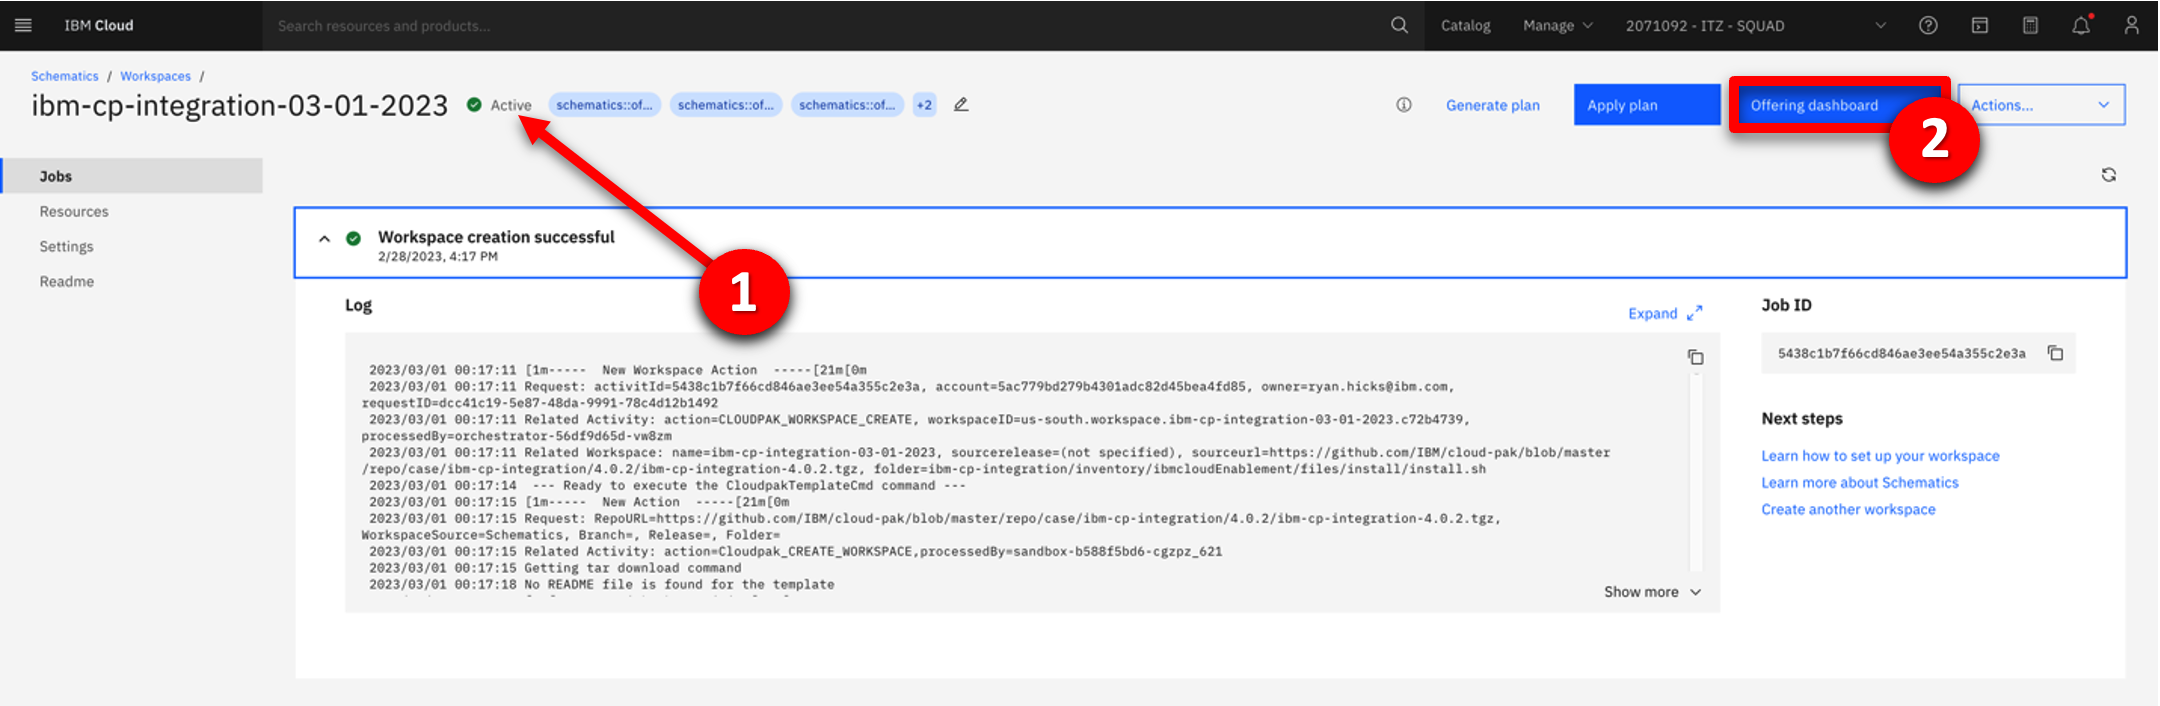 IBM Cloud
Search resources and products...
Catalog
Manage
2071092 - ITZ - SQUAD
Schematics / Workspaces /
ibm-cp-integration-03-01-2023
Active
schematics::of...
schematics::of...
schematics::of...
+2
Generate plan
Apply plan
Offering dashboard
Actions...
2
Jobs
Resources
Settings
Readme
Workspace creation successful
2/28/2023, 4:17 PM
1
Log
Expand
2023/03/01 00:17:11 [1m----- New Workspace Action -----[21m[0m
2023/03/01 00:17:11 Request: activitId=5438c1b7f66cd846ae3ee54a355c2e3a, account=5ac779bd279b4301adc82d45bea4fd85, owner=ryan.hicks@ibm.com,
requestID=dcc41c19-5e87-48da-9991-78c4d12b1492
2023/03/01 00:17:11 Related Activity: action=CLOUDPAK_WORKSPACE_CREATE, workspaceID=us-south.workspace.ibm-cp-integration-03-01-2023.c72b4739,
processedBy=orchestrator-56df9d65d-vw8zm
2023/03/01 00:17:11 Related Workspace: name=ibm-cp-integration-03-01-2023, sourcerelease=(not specified), sourceurl=https://github.com/IBM/cloud-pak/blob/master
/repo/case/ibm-cp-integration/4.0.2/ibm-cp-integration-4.0.2.tgz, folder=ibm-cp-integration/inventory/ibmcloudEnablement/files/install/install.sh
2023/03/01 00:17:14 --- Ready to execute the CloudpakTemplateCmd command ---
2023/03/01 00:17:15 [1m----- New Action -----[21m[0m
2023/03/01 00:17:15 Request: RepoURL=https://github.com/IBM/cloud-pak/blob/master/repo/case/ibm-cp-integration/4.0.2/ibm-cp-integration-4.0.2.tgz,
WorkspaceSource=Schematics, Branch=, Release=, Folder=
2023/03/01 00:17:15 Related Activity: action=Cloudpak_CREATE_WORKSPACE,processedBy=sandbox-b588f5bd6-cgzpz_621
2023/03/01 00:17:15 Getting tar download command
2023/03/01 00:17:18 No README file is found for the template
Show more
Job ID
5438c1b7f66cd846ae3ee54a355c2e3a
Next steps
Learn how to set up your workspace
Learn more about Schematics
Create another workspace